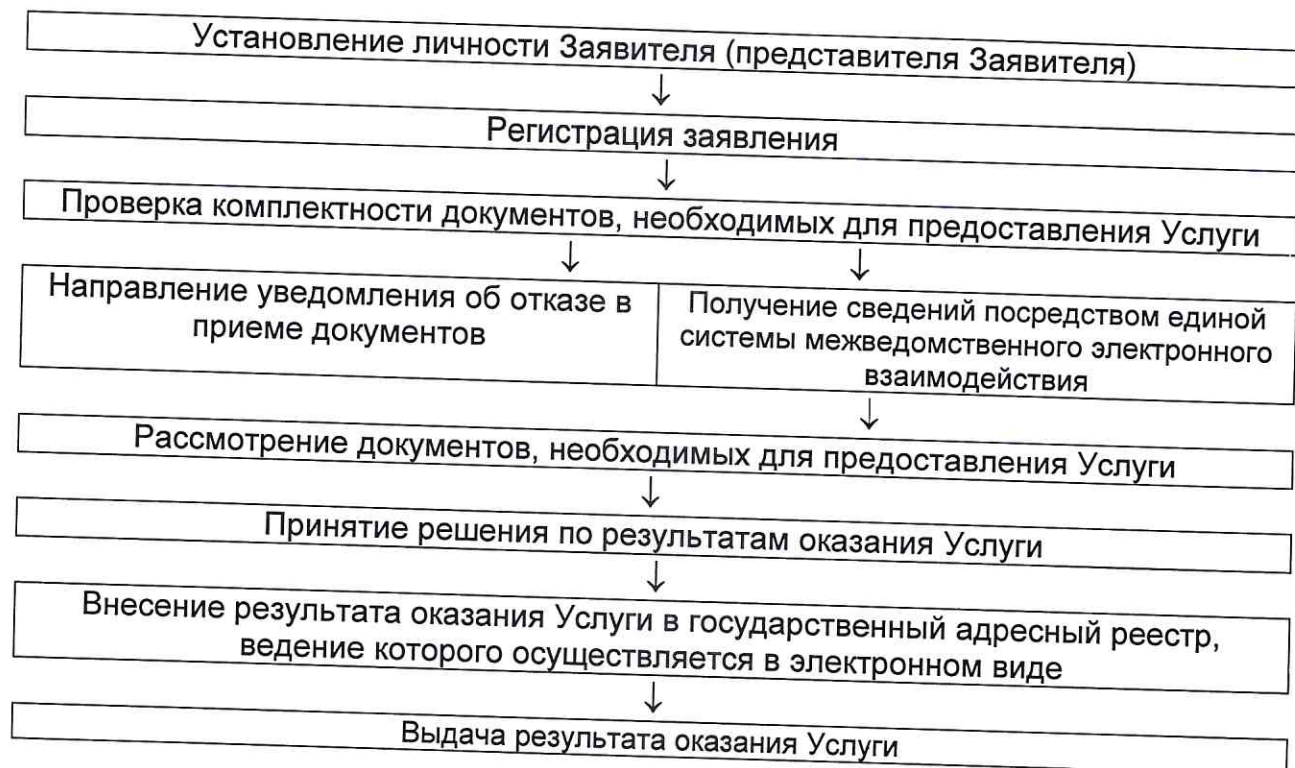 Установление личности Заявителя (представителя Заявителя)
↓
Регистрация заявления
↓
Проверка комплектности документов, необходимых для предоставления Услуги
↓ ↓
Направление уведомления об отказе в
приеме документов
Получение сведений посредством единой
системы межведомственного электронного
взаимодействия
↓
Рассмотрение документов, необходимых для предоставления Услуги
↓
Принятие решения по результатам оказания Услуги
↓
Внесение результата оказания Услуги в государственный адресный реестр,
ведение которого осуществляется в электронном виде
↓
Выдача результата оказания Услуги